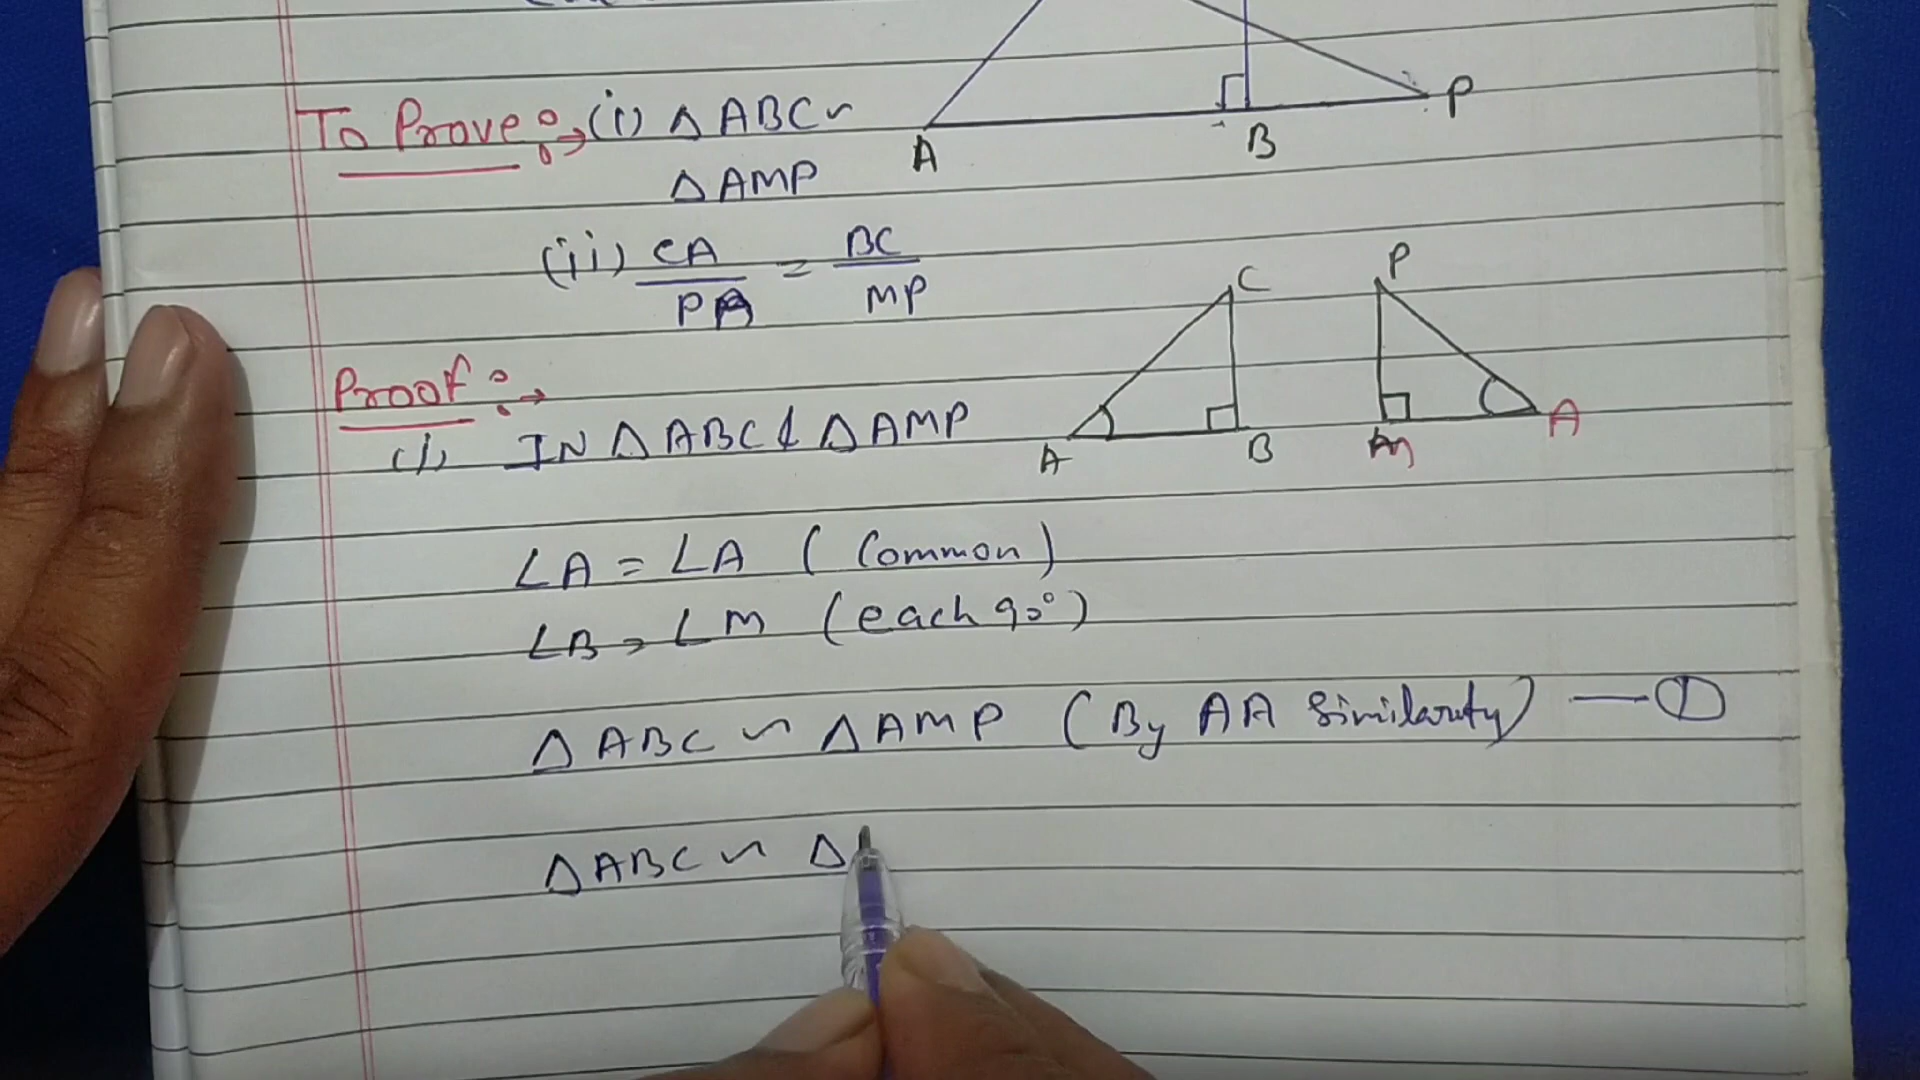 To Prove :→ (i) Δ ABC ~
Δ AMP
A
B
P
(ii) CA/PA = BC/MP
C
P
Proof :→
(i) IN Δ ABC & Δ AMP
A
B
M
A
∠A = ∠A (Common)
∠B = ∠M (each 90°)
Δ ABC ~ Δ AMP (By AA Similarity) — ①
Δ ABC ~ Δ